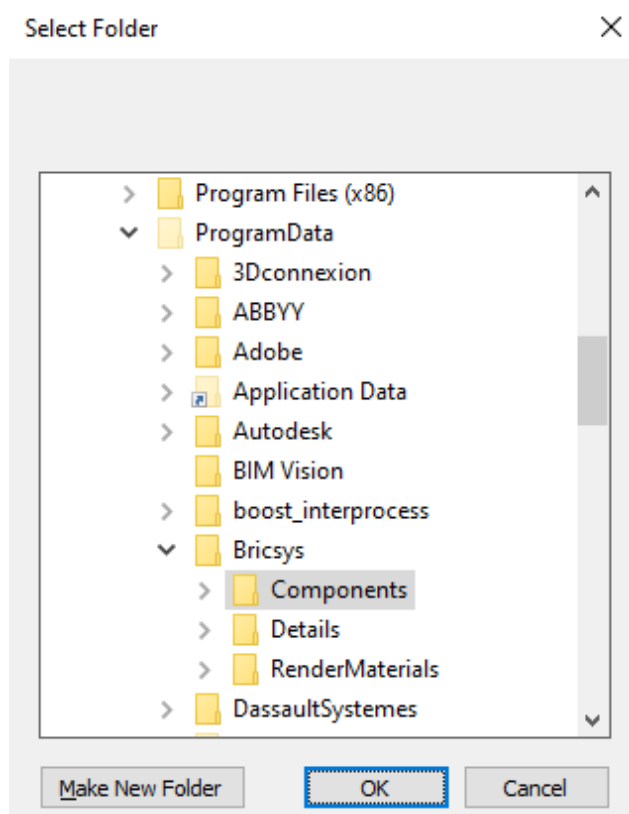 Select Folder
Program Files (x86)
ProgramData
3Dconnexion
ABBYY
Adobe
Application Data
Autodesk
BIM Vision
boost_interprocess
Bricsys
Components
Details
RenderMaterials
DassaultSystemes
Make New Folder OK Cancel